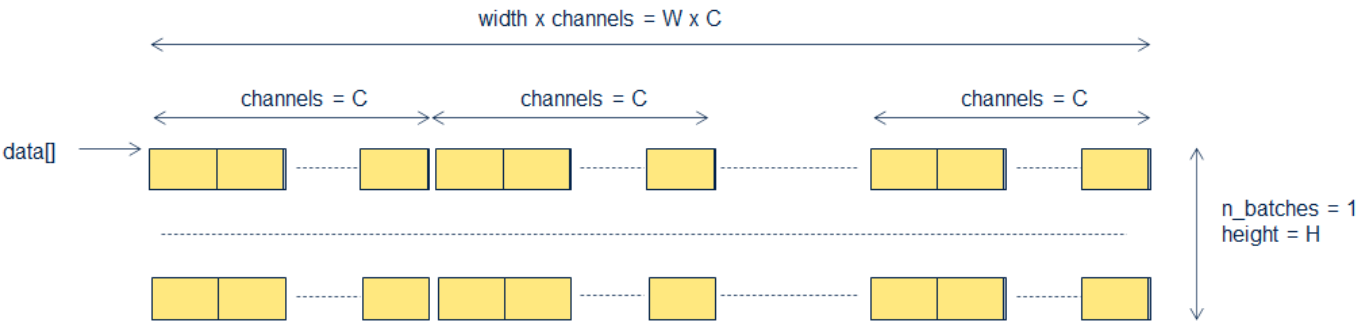 width x channels = W x C
channels = C
channels = C
channels = C
data[]
n_batches = 1
height = H